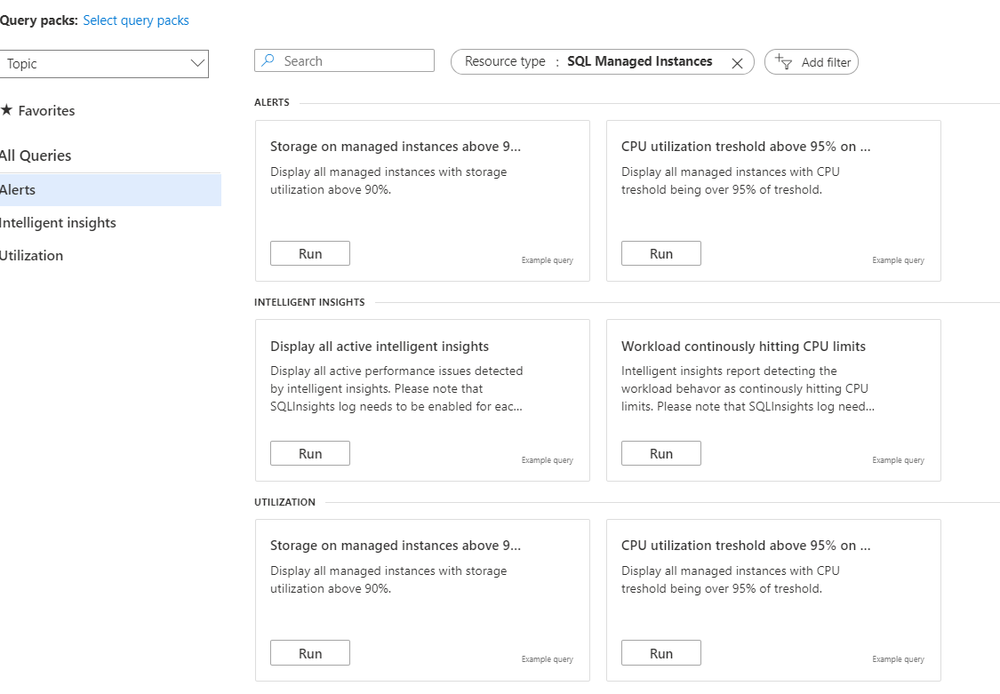 Query packs: Select query packs
Topic
Search
Resource type : SQL Managed Instances
Add filter
★ Favorites
All Queries
Alerts
Intelligent insights
Utilization
ALERTS
Storage on managed instances above 9...
Display all managed instances with storage
utilization above 90%.
Run
Example query
CPU utilization treshold above 95% on ...
Display all managed instances with CPU
treshold being over 95% of treshold.
Run
Example query
INTELLIGENT INSIGHTS
Display all active intelligent insights
Display all active performance issues detected
by intelligent insights. Please note that
SQLInsights log needs to be enabled for eac...
Run
Example query
Workload continously hitting CPU limits
Intelligent insights report detecting the
workload behavor as continously hitting CPU
limits. Please note that SQLInsights log need...
Run
Example query
UTILIZATION
Storage on managed instances above 9...
Display all managed instances with storage
utilization above 90%.
Run
Example query
CPU utilization treshold above 95% on ...
Display all managed instances with CPU
treshold being over 95% of treshold.
Run
Example query